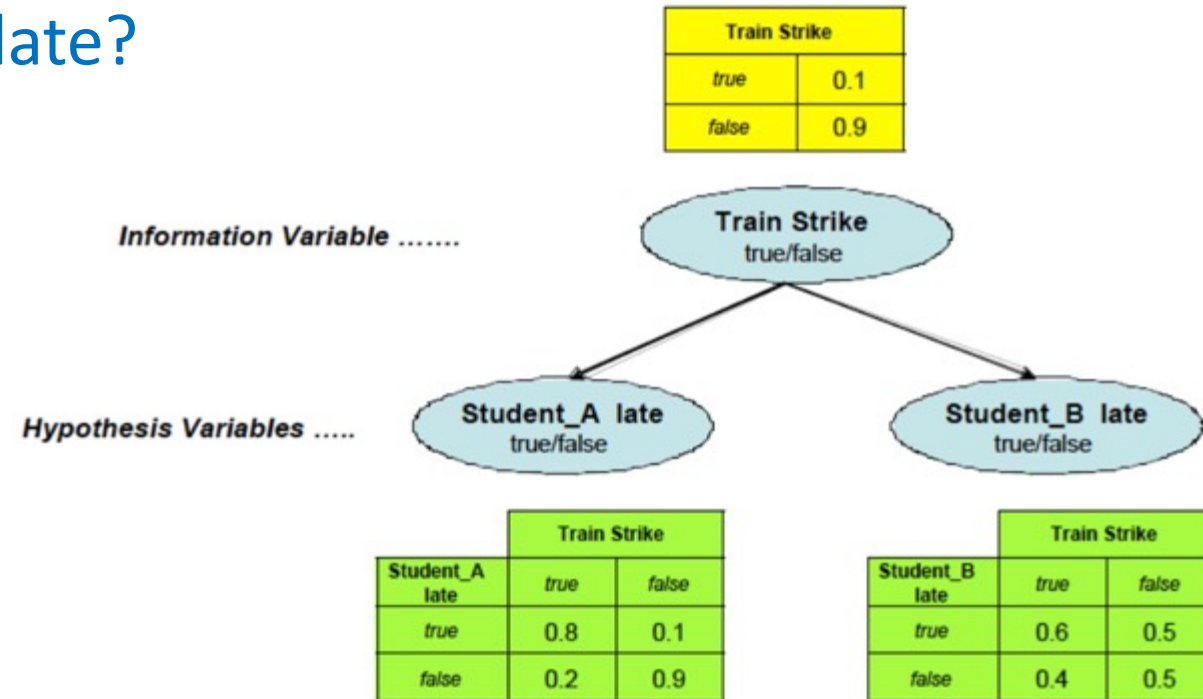 late?
Train Strike
true 0.1
false 0.9
Information Variable .......
Train Strike
true/false
Hypothesis Variables .....
Student_A late
true/false
Student_B late
true/false
Train Strike
Student_A late true false
true 0.8 0.1
false 0.2 0.9
Train Strike
Student_B late true false
true 0.6 0.5
false 0.4 0.5